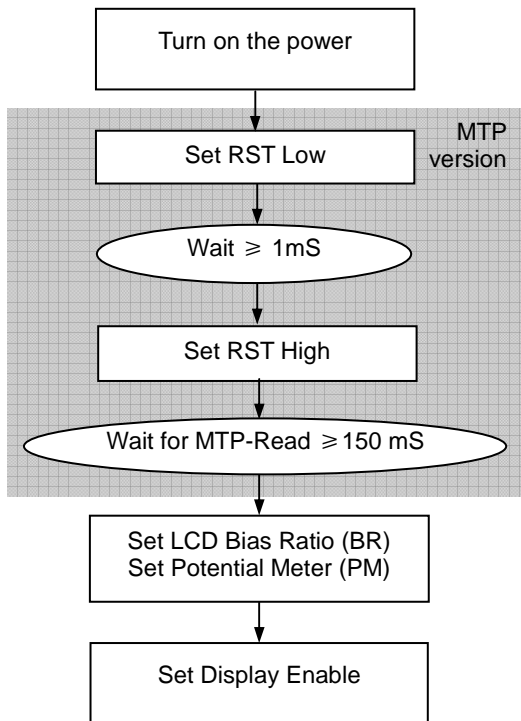 Turn on the power
MTP
version
Set RST Low
Wait ≥ 1mS
Set RST High
Wait for MTP-Read ≥150 mS
Set LCD Bias Ratio (BR)
Set Potential Meter (PM)
Set Display Enable